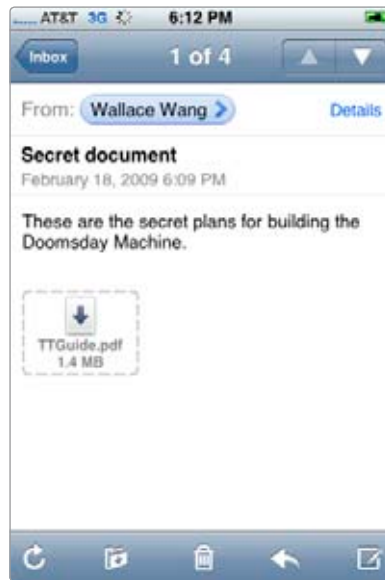 AT&T 3G 6:12 PM
Inbox 1 of 4
From: Wallace Wang Details
Secret document
February 18, 2009 6:09 PM
These are the secret plans for building the
Doomsday Machine.
TTGuide.pdf
1.4 MB